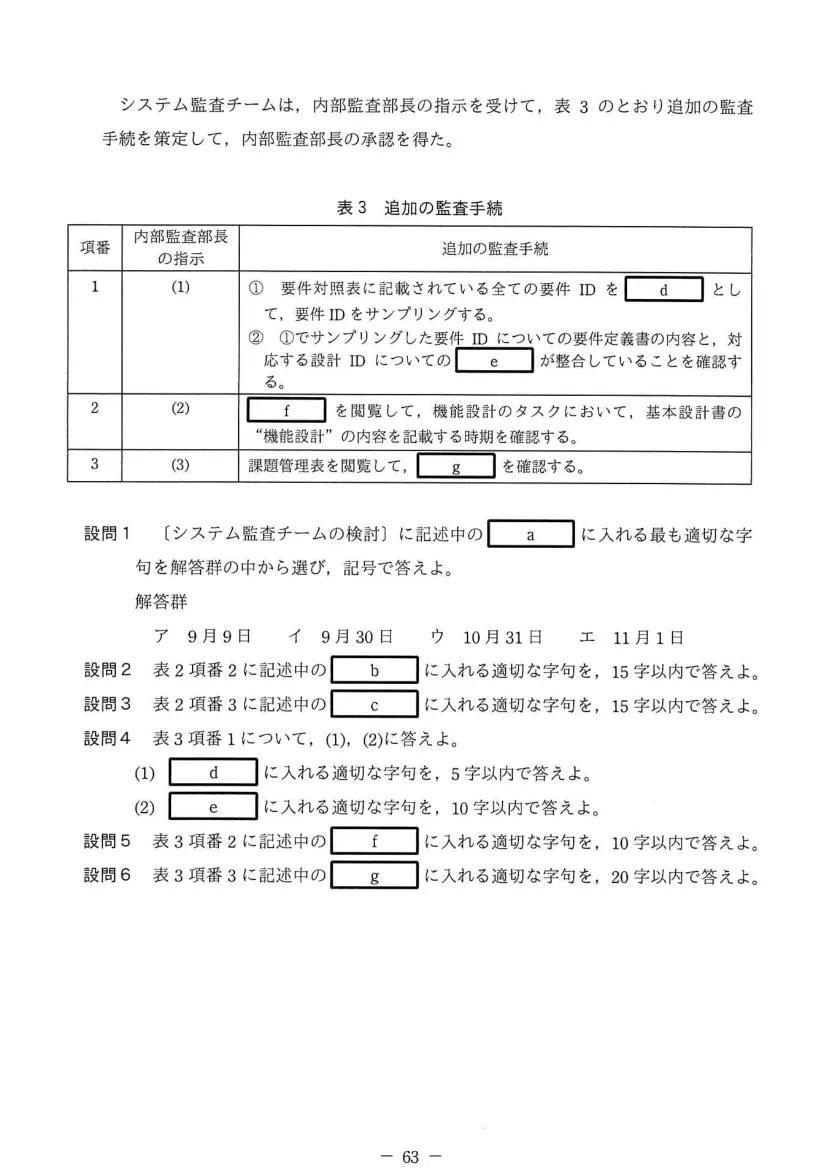 システム監査チームは，内部監査部長の指示を受けて，表 3 のとおり追加の監査
手続を策定して，内部監査部長の承認を得た。
表 3　追加の監査手続
項番
内部監査部長
の指示
追加の監査手続
1
(1)
①　要件対照表に記載されている全ての要件 ID を d とし
て，要件 ID をサンプリングする。
②　①でサンプリングした要件 ID についての要件定義書の内容と，対
応する設計 ID についての e が整合していることを確認す
る。
2
(2)
f を閲覧して，機能設計のタスクにおいて，基本設計書の
“機能設計”の内容を記載する時期を確認する。
3
(3)
課題管理表を閲覧して， g を確認する。
設問 1　〔システム監査チームの検討〕に記述中の a に入れる最も適切な字
句を解答群の中から選び，記号で答えよ。
解答群
ア　9 月 9 日　イ　9 月 30 日　ウ　10 月 31 日　エ　11 月 1 日
設問 2　表 2 項番 2 に記述中の b に入れる適切な字句を，15 字以内で答えよ。
設問 3　表 2 項番 3 に記述中の c に入れる適切な字句を，15 字以内で答えよ。
設問 4　表 3 項番 1 について，(1)，(2)に答えよ。
(1) d に入れる適切な字句を，5 字以内で答えよ。
(2) e に入れる適切な字句を，10 字以内で答えよ。
設問 5　表 3 項番 2 に記述中の f に入れる適切な字句を，10 字以内で答えよ。
設問 6　表 3 項番 3 に記述中の g に入れる適切な字句を，20 字以内で答えよ。
－ 63 －